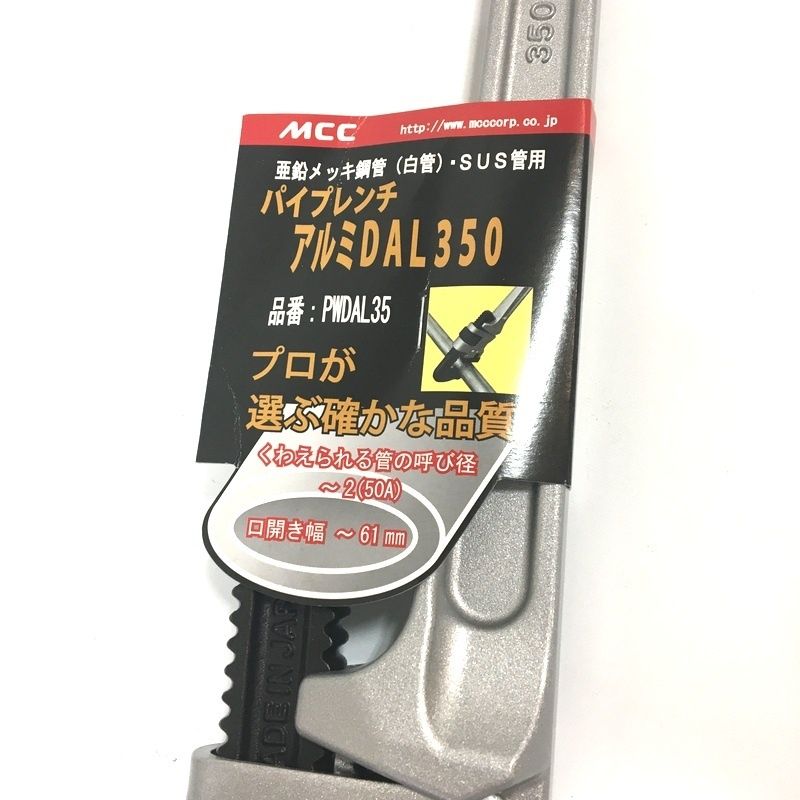 350
MCC http://www.mcccorp.co.jp
亜鉛メッキ鋼管（白管）・ＳＵＳ管用
パイプレンチ
アルミDAL350
品番：PWDAL35
プロが
選ぶ確かな品質
くわえられる管の呼び径
～2(50A)
口開き幅 ～61mm
MADE IN JAP